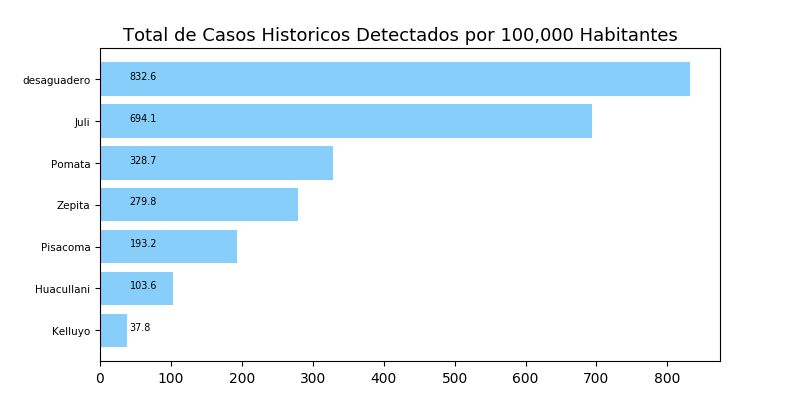 Total de Casos Historicos Detectados por 100,000 Habitantes
desaguadero 832.6
Juli 694.1
Pomata 328.7
Zepita 279.8
Pisacoma 193.2
Huacullani 103.6
Kelluyo 37.8
0 100 200 300 400 500 600 700 800